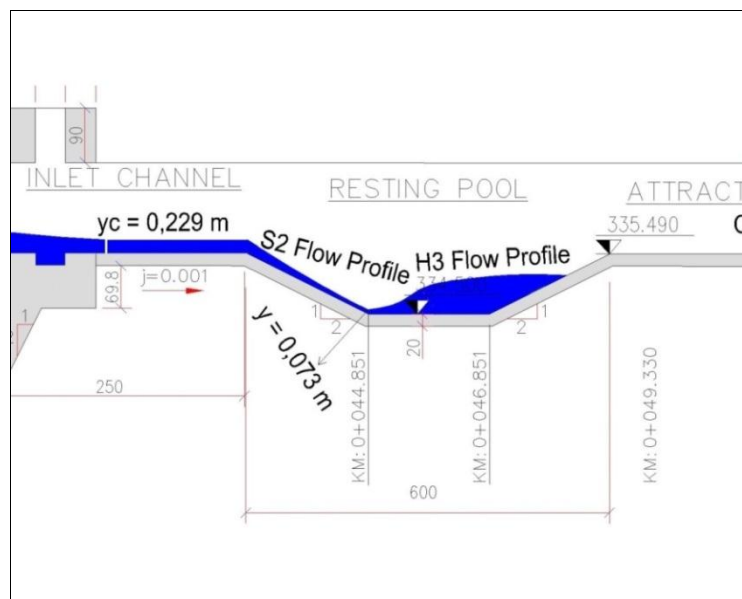 90
INLET CHANNEL
RESTING POOL
ATTRACT
yc = 0,229 m
335.490
S2 Flow Profile
H3 Flow Profile
j=0.001
69.8
1
2
1
2
1
2
20
y = 0,073 m
250
KM: 0+044.851
KM: 0+046.851
KM: 0+049.330
600